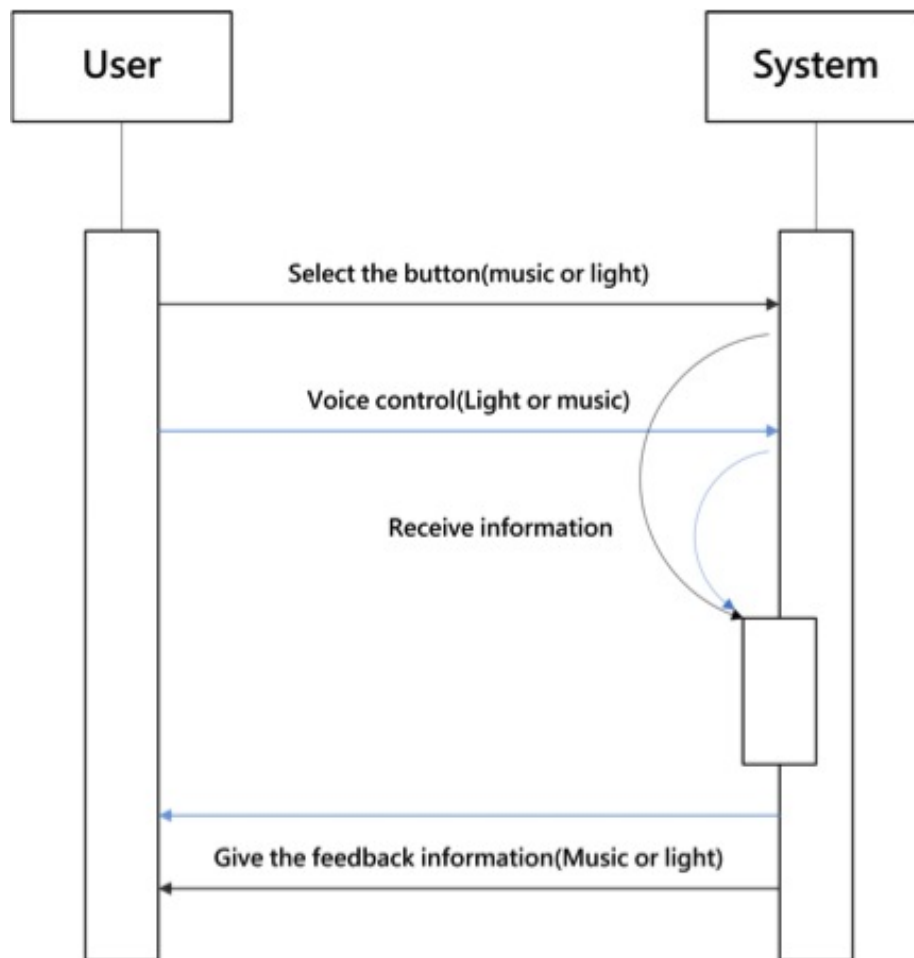 User
System
Select the button(music or light)
Voice control(Light or music)
Receive information
Give the feedback information(Music or light)